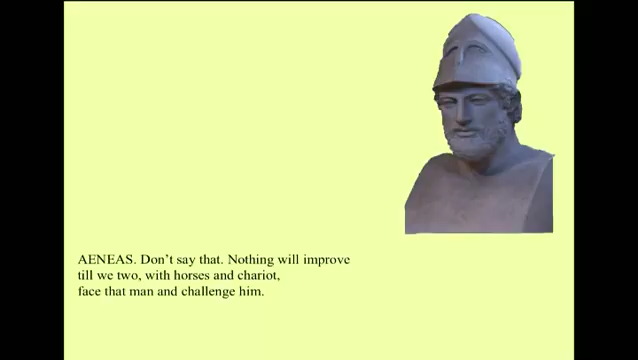 AENEAS. Don't say that. Nothing will improve
till we two, with horses and chariot,
face that man and challenge him.